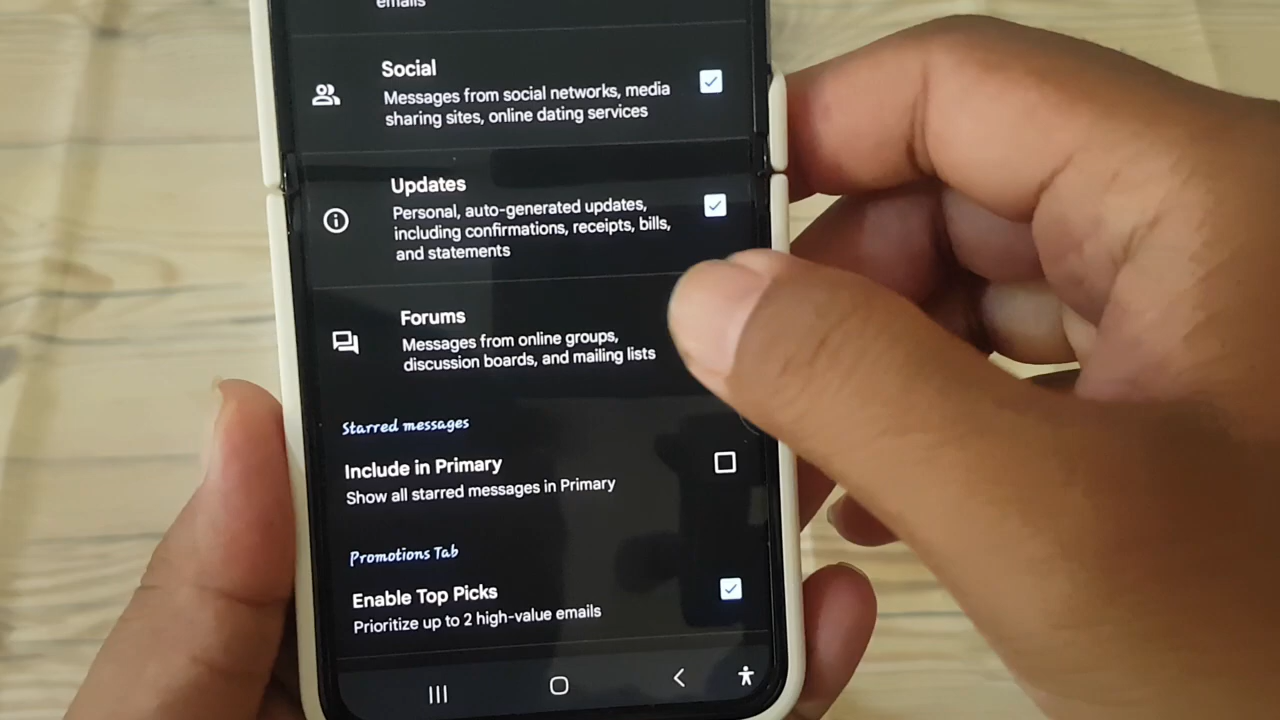 emails
Social
Messages from social networks, media
sharing sites, online dating services
Updates
Personal, auto-generated updates,
including confirmations, receipts, bills,
and statements
Forums
Messages from online groups,
discussion boards, and mailing lists
Starred messages
Include in Primary
Show all starred messages in Primary
Promotions Tab
Enable Top Picks
Prioritize up to 2 high-value emails